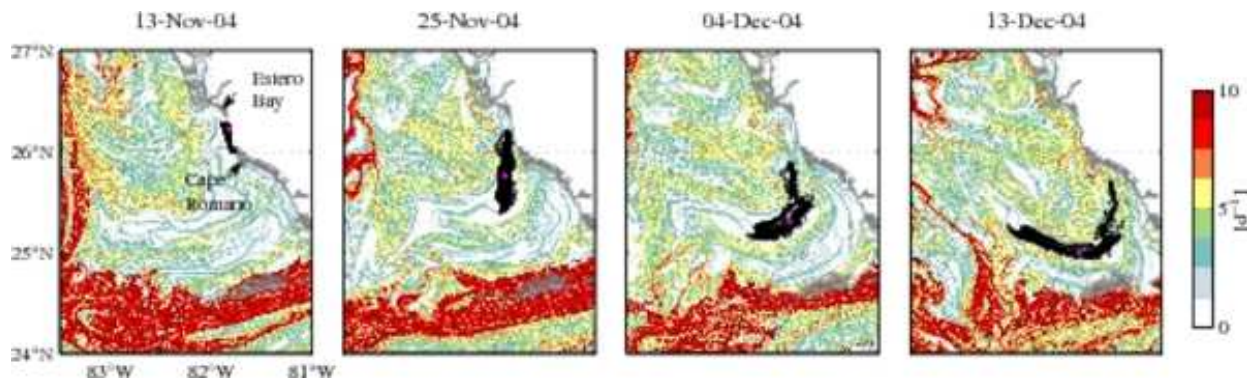 13-Nov-04
25-Nov-04
04-Dec-04
13-Dec-04
27°N
26°N
25°N
24°N
Estero
Bay
Cape
Romano
83°W
82°W
81°W
10
5
0
[d⁻¹]